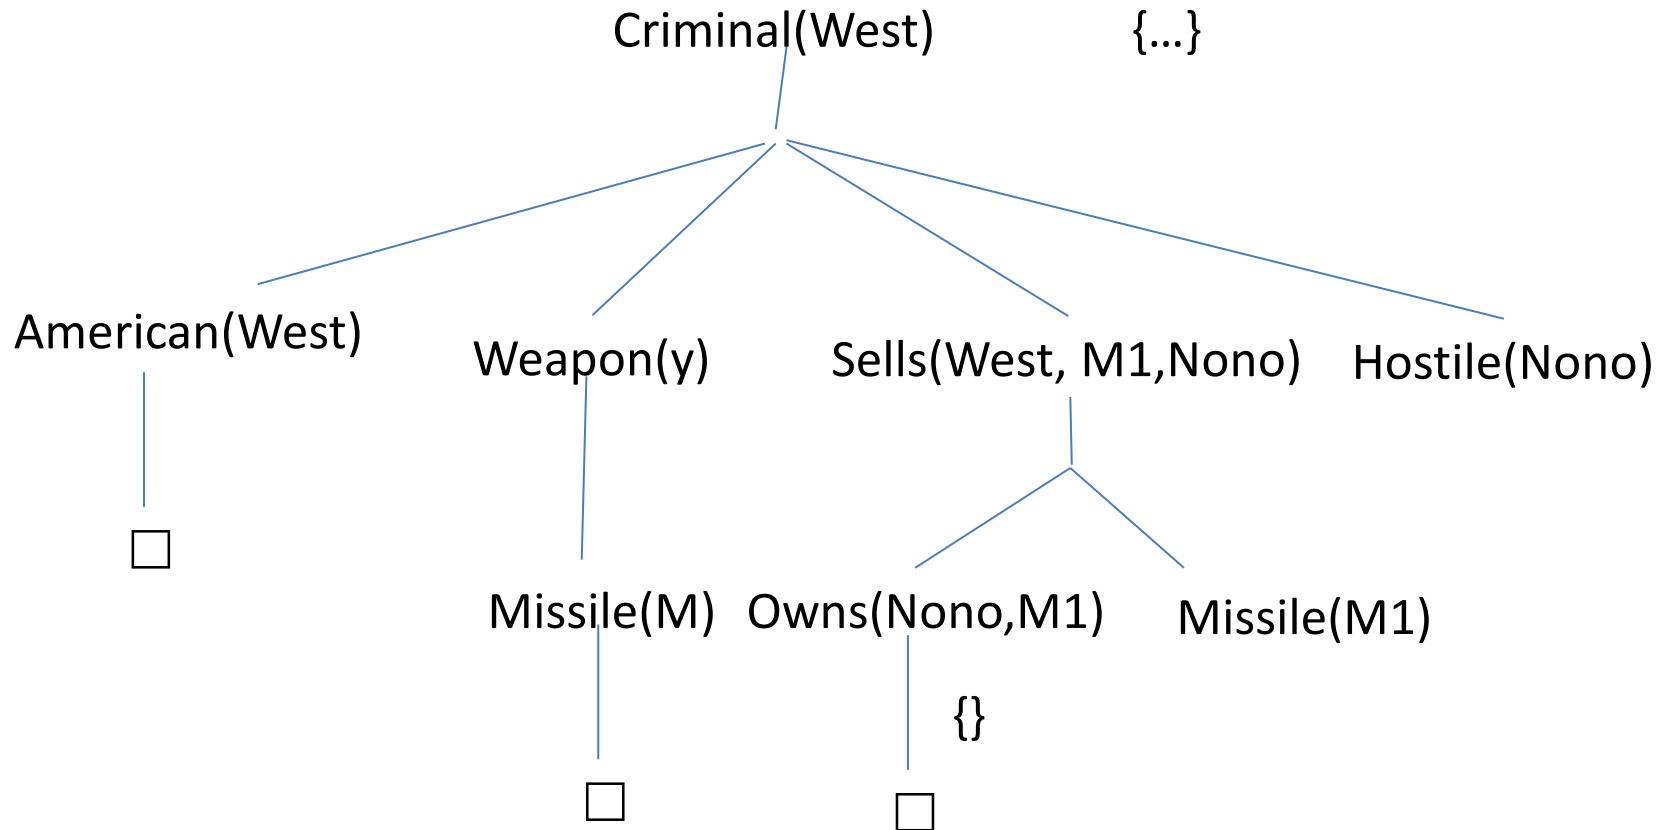 Criminal(West) {...}
American(West)
Weapon(y)
Sells(West, M1,Nono)
Hostile(Nono)
Missile(M)
Owns(Nono,M1)
Missile(M1)
{}